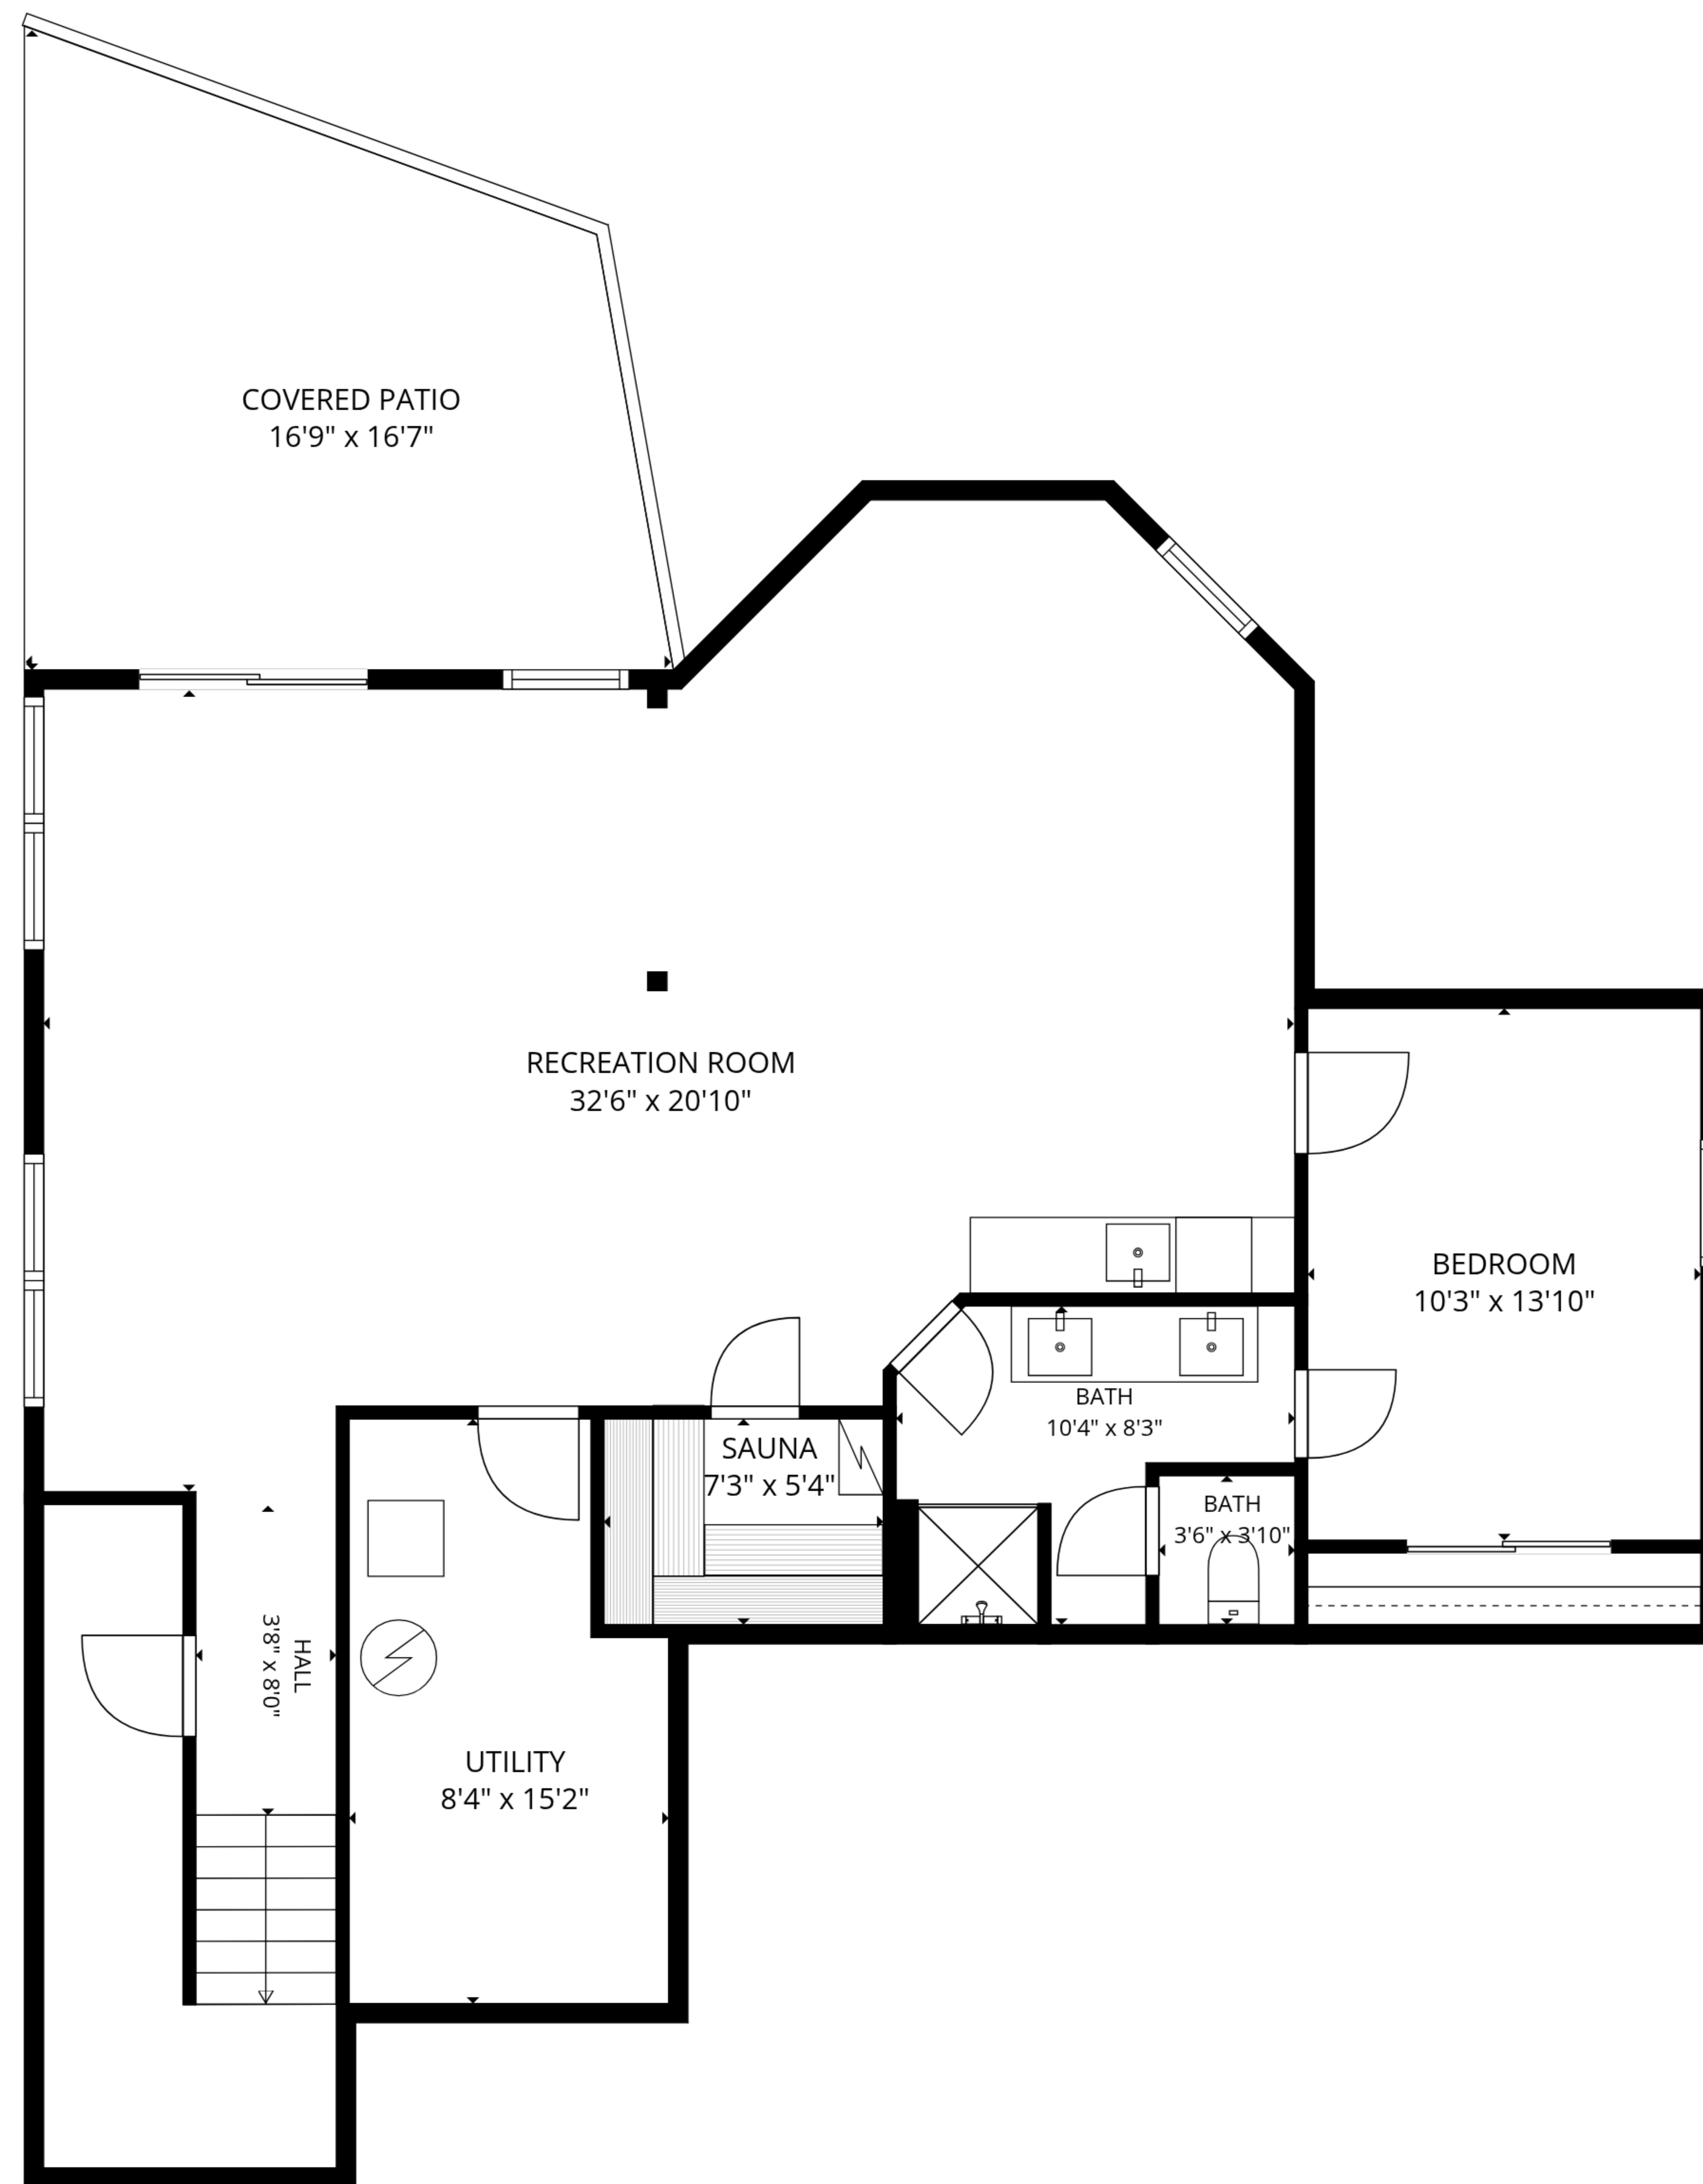 COVERED PATIO
16'9" x 16'7"
RECREATION ROOM
32'6" x 20'10"
BEDROOM
10'3" x 13'10"
BATH
10'4" x 8'3"
SAUNA
7'3" x 5'4"
BATH
3'6" x 3'10"
HALL
3'8" x 8'0"
UTILITY
8'4" x 15'2"